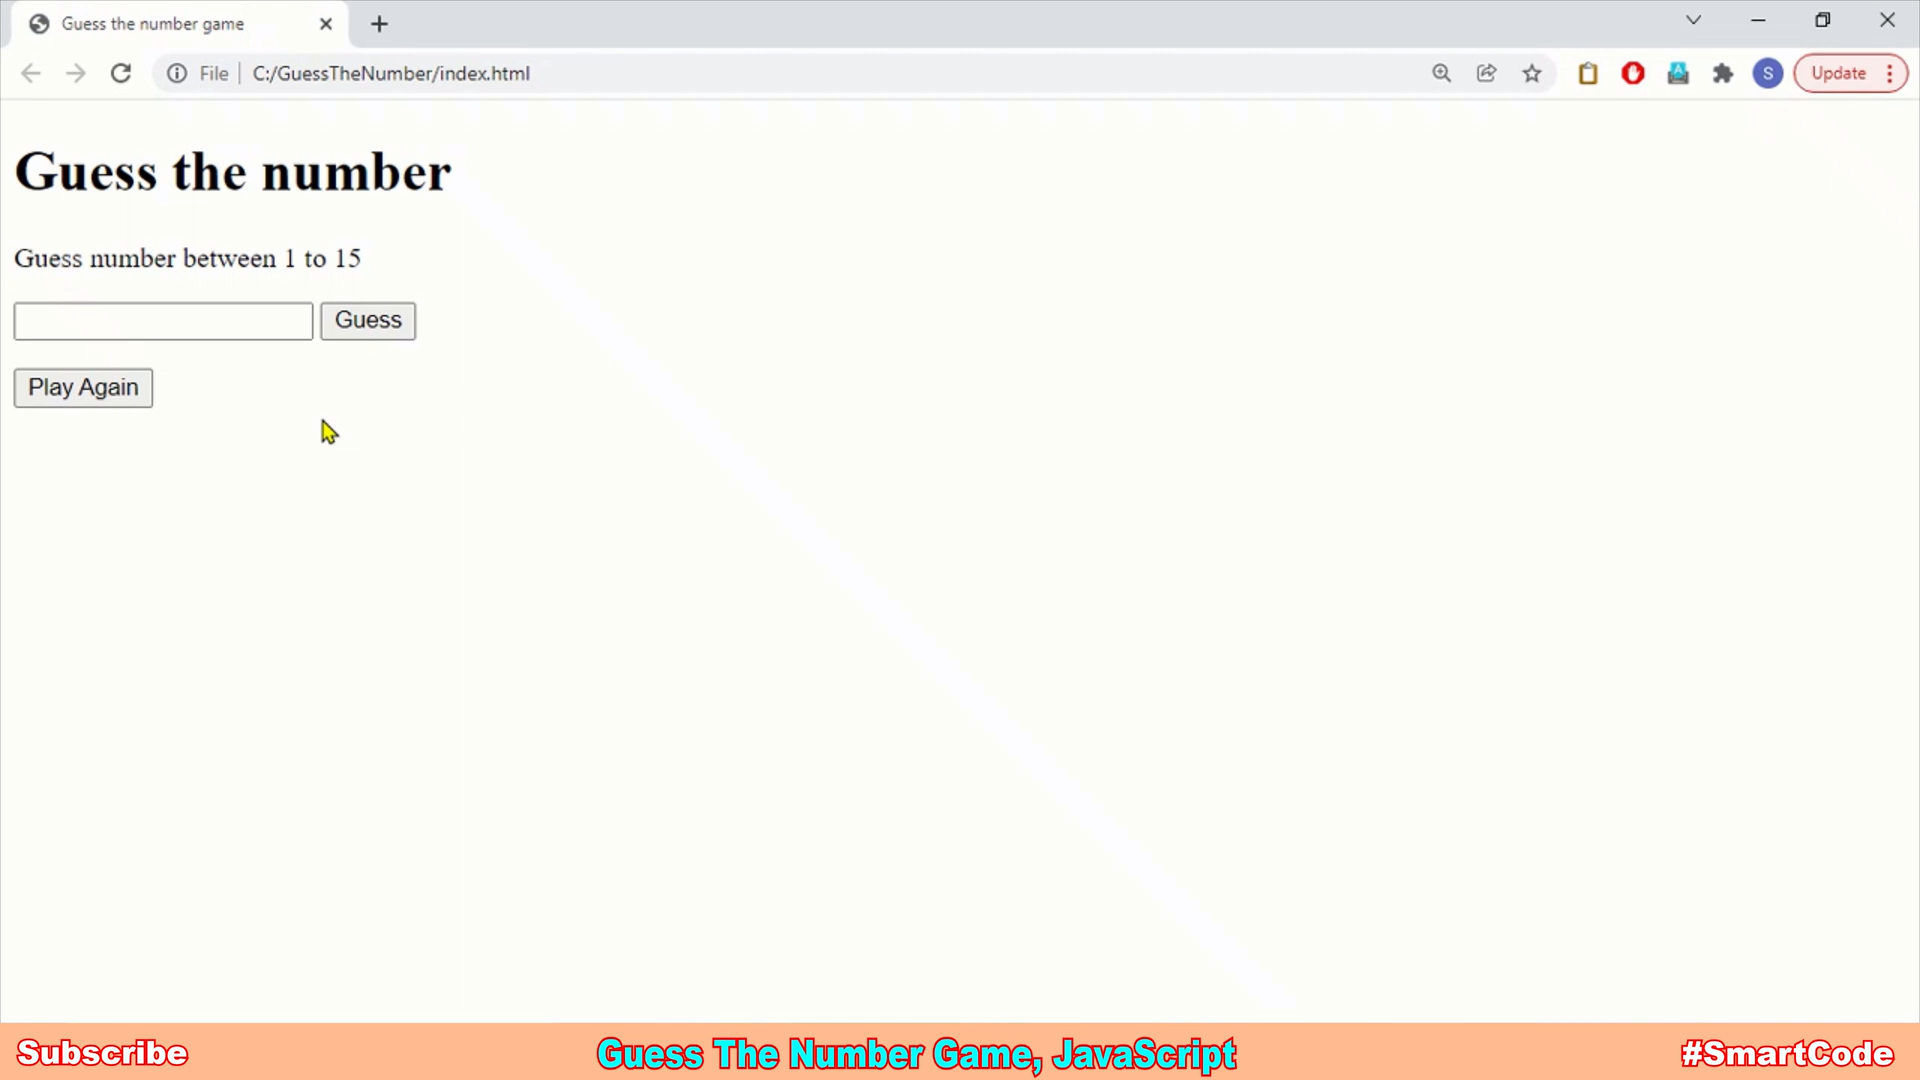 Guess the number game
File C:/GuessTheNumber/index.html
S
Update
Guess the number
Guess number between 1 to 15
Guess
Play Again
Subscribe
Guess The Number Game, JavaScript
#SmartCode